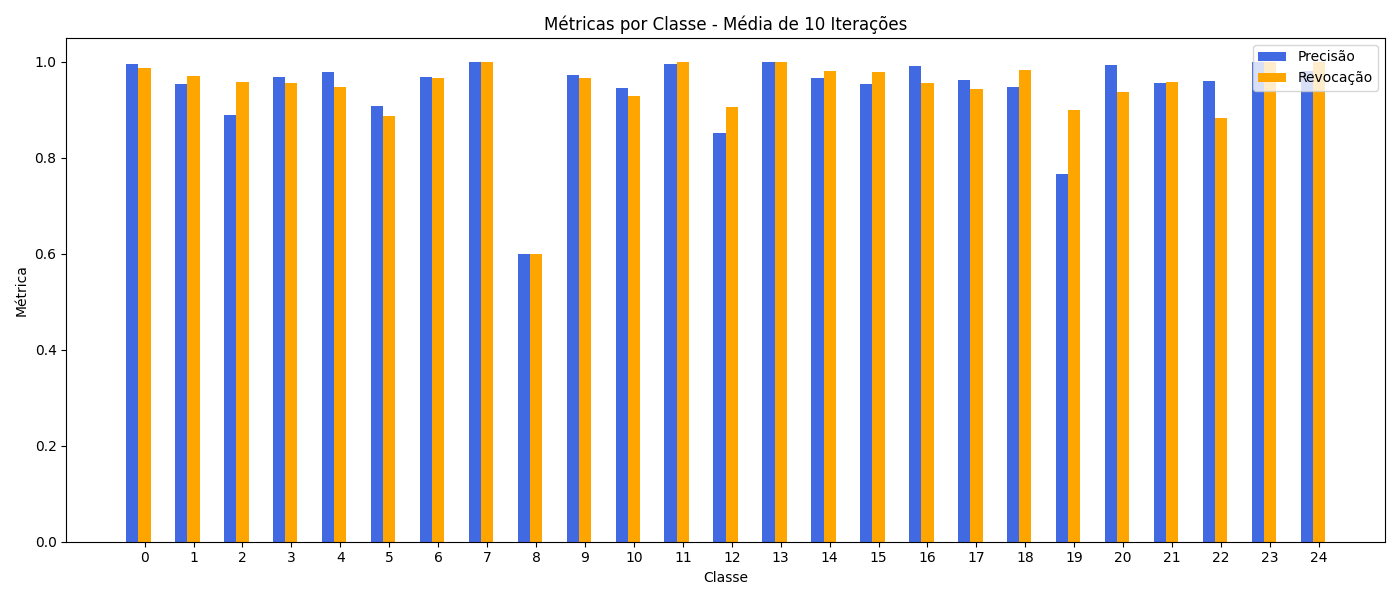 Métricas por Classe - Média de 10 Iterações
Precisão
Revocação
Métrica
1.0
0.8
0.6
0.4
0.2
0.0
0 1 2 3 4 5 6 7 8 9 10 11 12 13 14 15 16 17 18 19 20 21 22 23 24
Classe